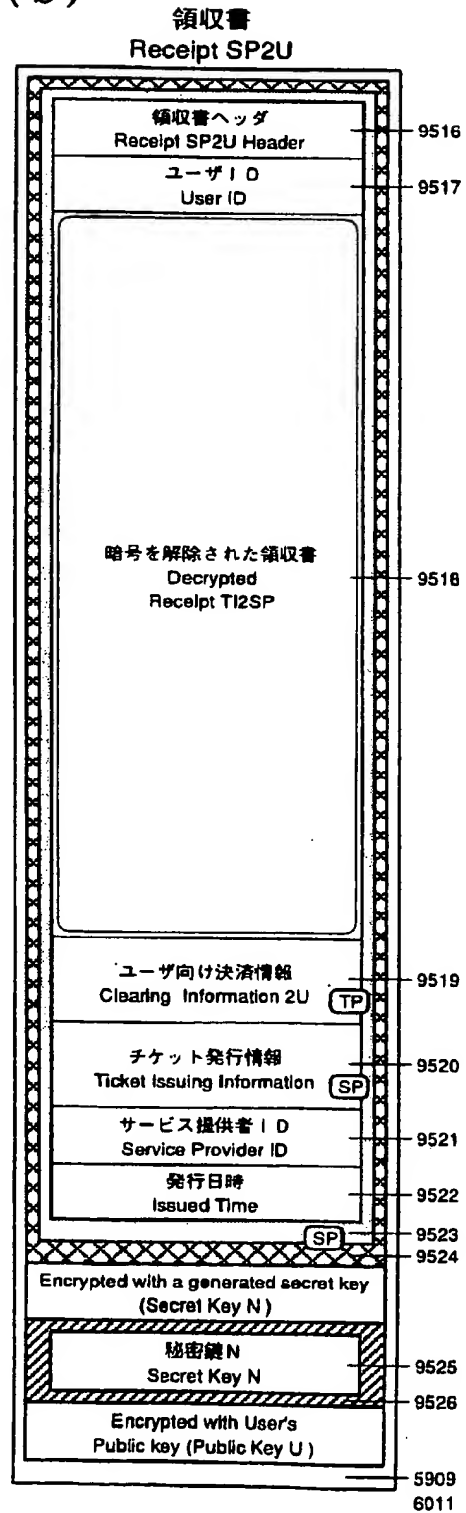 領収書
Receipt SP2U
領収書ヘッダ
Receipt SP2U Header
9516
ユーザID
User ID
9517
暗号を解除された領収書
Decrypted
Receipt TI2SP
9518
ユーザ向け決済情報
Clearing Information 2U
TP
9519
チケット発行情報
Ticket Issuing Information
SP
9520
サービス提供者ID
Service Provider ID
9521
発行日時
Issued Time
9522
SP
9523
9524
Encrypted with a generated secret key
(Secret Key N)
秘密鍵N
Secret Key N
9525
9526
Encrypted with User's
Public key (Public Key U)
5909
6011